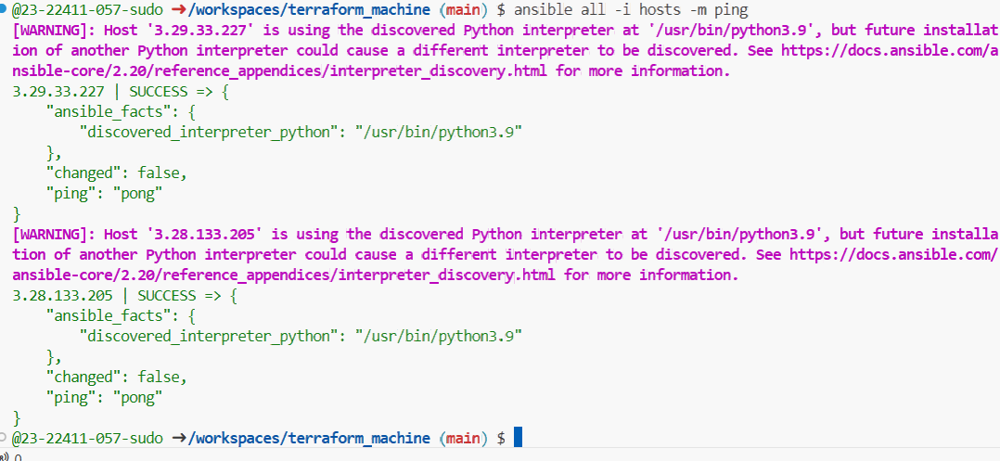 @23-22411-057-sudo ➜/workspaces/terraform_machine (main) $ ansible all -i hosts -m ping
[WARNING]: Host '3.29.33.227' is using the discovered Python interpreter at '/usr/bin/python3.9', but future installat
ion of another Python interpreter could cause a different interpreter to be discovered. See https://docs.ansible.com/a
nsible-core/2.20/reference_appendices/interpreter_discovery.html for more information.
3.29.33.227 | SUCCESS => {
    "ansible_facts": {
        "discovered_interpreter_python": "/usr/bin/python3.9"
    },
    "changed": false,
    "ping": "pong"
}
[WARNING]: Host '3.28.133.205' is using the discovered Python interpreter at '/usr/bin/python3.9', but future installa
tion of another Python interpreter could cause a different interpreter to be discovered. See https://docs.ansible.com/
ansible-core/2.20/reference_appendices/interpreter_discovery.html for more information.
3.28.133.205 | SUCCESS => {
    "ansible_facts": {
        "discovered_interpreter_python": "/usr/bin/python3.9"
    },
    "changed": false,
    "ping": "pong"
}
@23-22411-057-sudo ➜/workspaces/terraform_machine (main) $
0